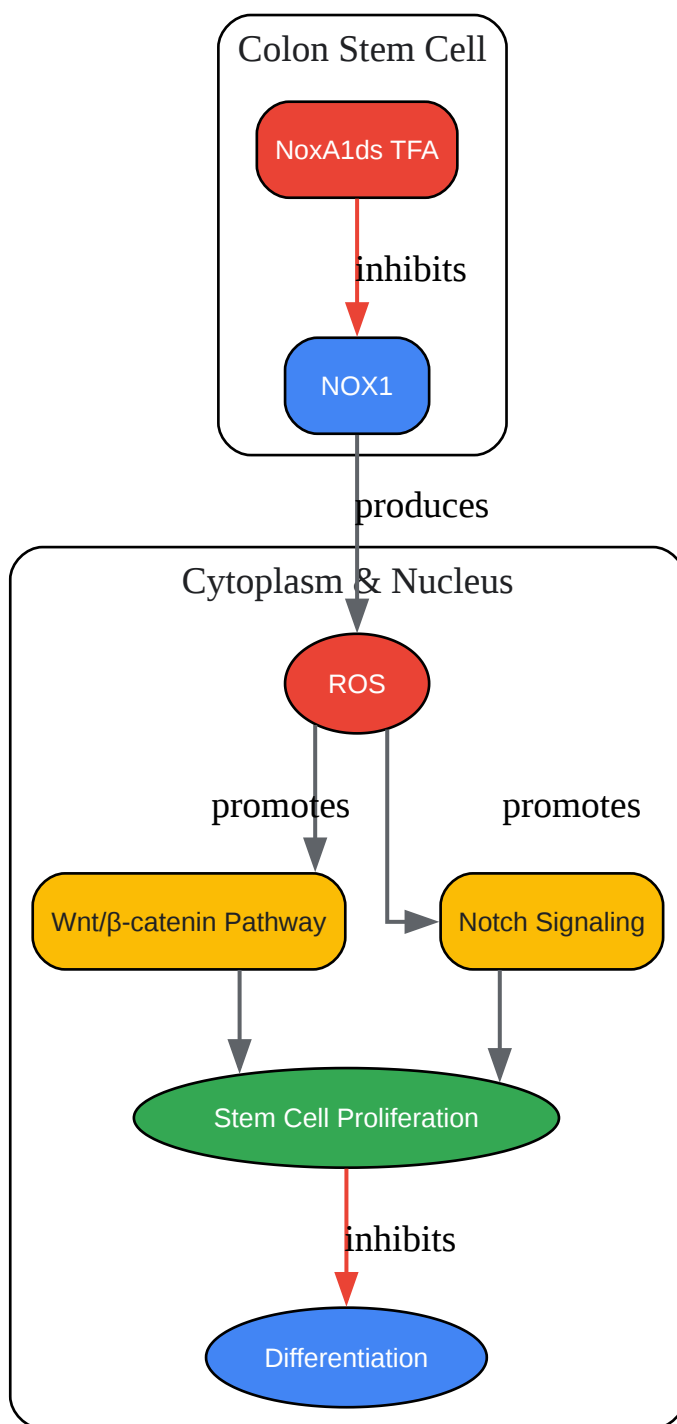 Colon Stem Cell
NoxA1ds TFA
inhibits
NOX1
produces
Cytoplasm & Nucleus
ROS
promotes
promotes
Wnt/β-catenin Pathway
Notch Signaling
Stem Cell Proliferation
inhibits
Differentiation